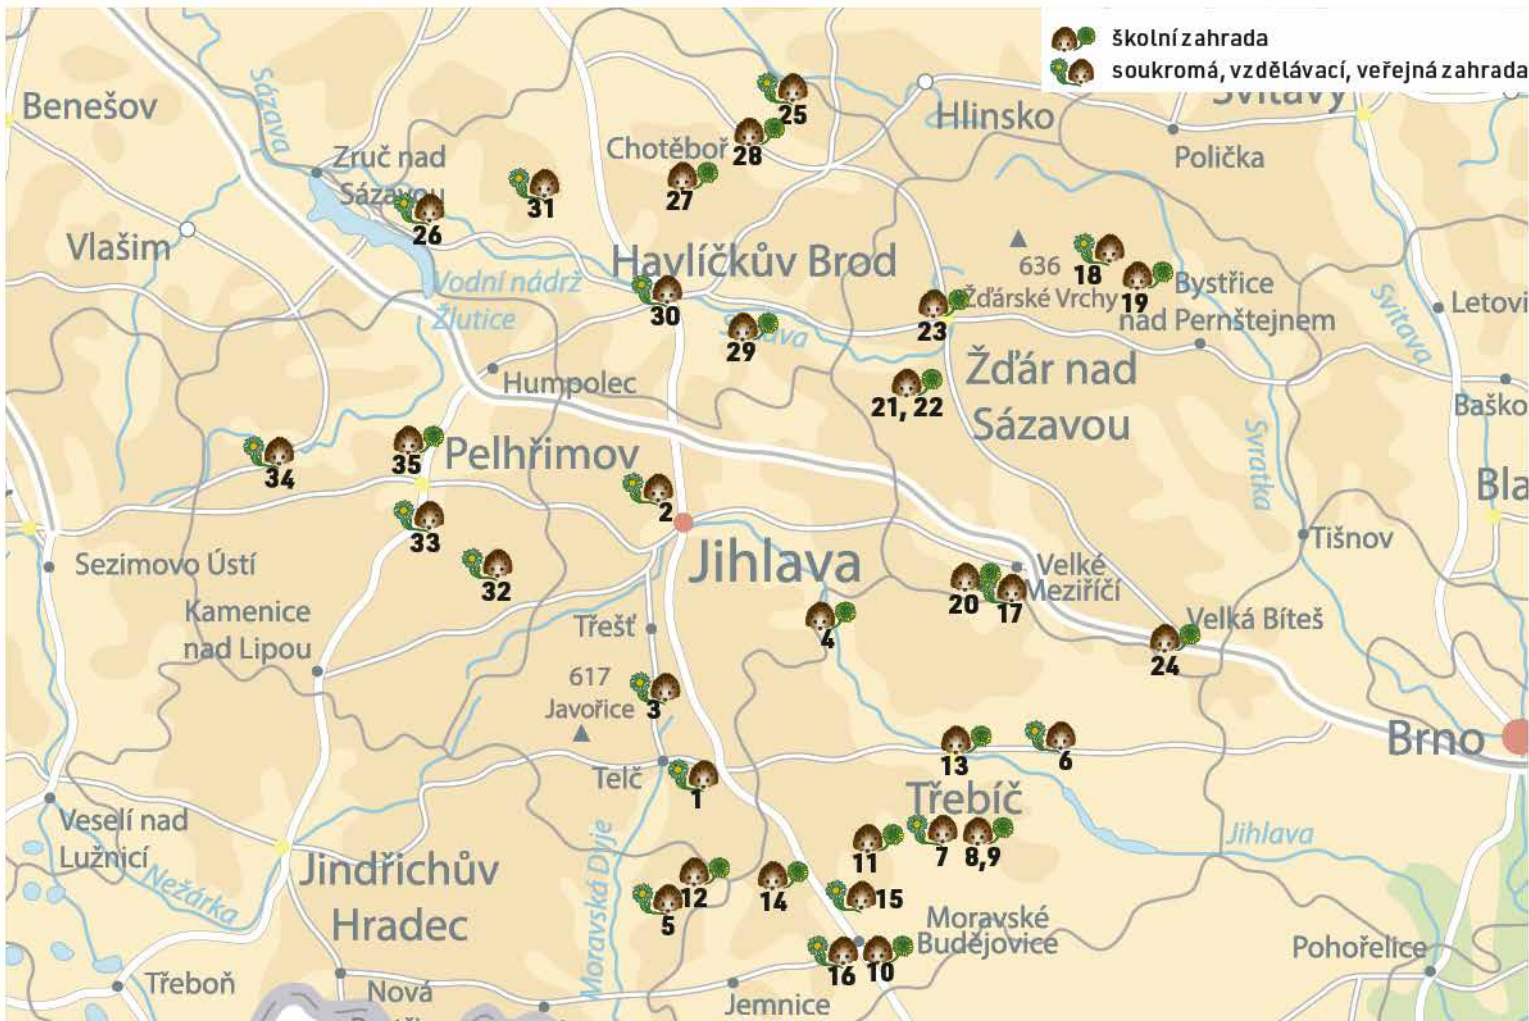 školní zahrada
soukromá, vzdělávací, veřejná zahrada
Svitavy
Benešov
Sázava
Hlinsko
25
Chotěboř
28
Zruč nad
Sázavou
Polička
31
27
26
Vlašim
Havlíčkův Brod
636
18
Žďárské Vrchy
19
Bystřice
nad Pernštejnem
Vodní nádrž
Žlutice
30
29
23
Svitava
Letovi
Humpolec
Žďár nad
Sázavou
21, 22
Baško
34
35
Pelhřimov
Svratka
2
Bla
33
Jihlava
Tišnov
Sezimovo Ústí
32
Velké
Meziříčí
20
17
Kamenice
nad Lipou
Třešť
4
Velká Bíteš
24
617
Javořice
3
Brno
13
6
Telč
1
Třebíč
Veselí nad
Lužnicí
Jihlava
11
7
8,9
Jindřichův
Hradec
Nežárka
Moravská Dyje
12
5
14
15
Moravské
Budějovice
Pohořelice
16
10
Třeboň
Nová
Jemnice